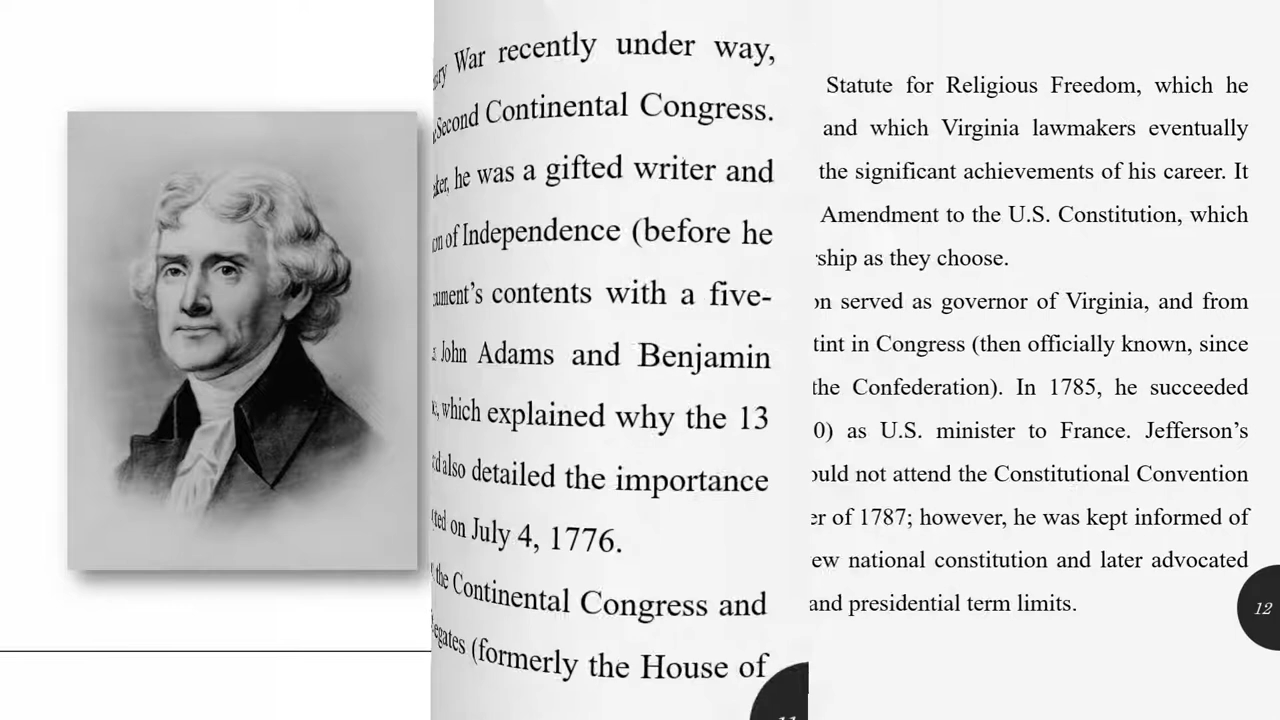 War recently under way,
Second Continental Congress.
he was a gifted writer and
of Independence (before he
contents with a five-
John Adams and Benjamin
which explained why the 13
also detailed the importance
on July 4, 1776.
the Continental Congress and
(formerly the House of
11
Statute for Religious Freedom, which he
and which Virginia lawmakers eventually
the significant achievements of his career. It
Amendment to the U.S. Constitution, which
as they choose.
served as governor of Virginia, and from
in Congress (then officially known, since
the Confederation). In 1785, he succeeded
0) as U.S. minister to France. Jefferson’s
not attend the Constitutional Convention
of 1787; however, he was kept informed of
national constitution and later advocated
and presidential term limits.
12